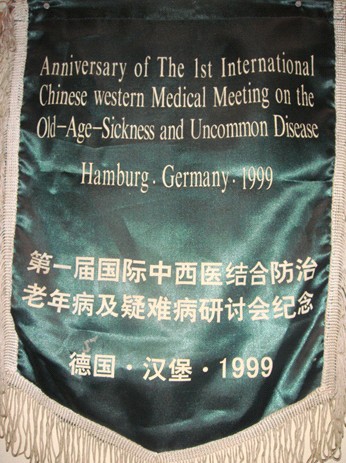 Anniversary of The 1st International
Chinese western Medical Meeting on the
Old-Age-Sickness and Uncommon Disease
Hamburg·Germany·1999
第一届国际中西医结合防治
老年病及疑难病研讨会纪念
德国·汉堡·1999